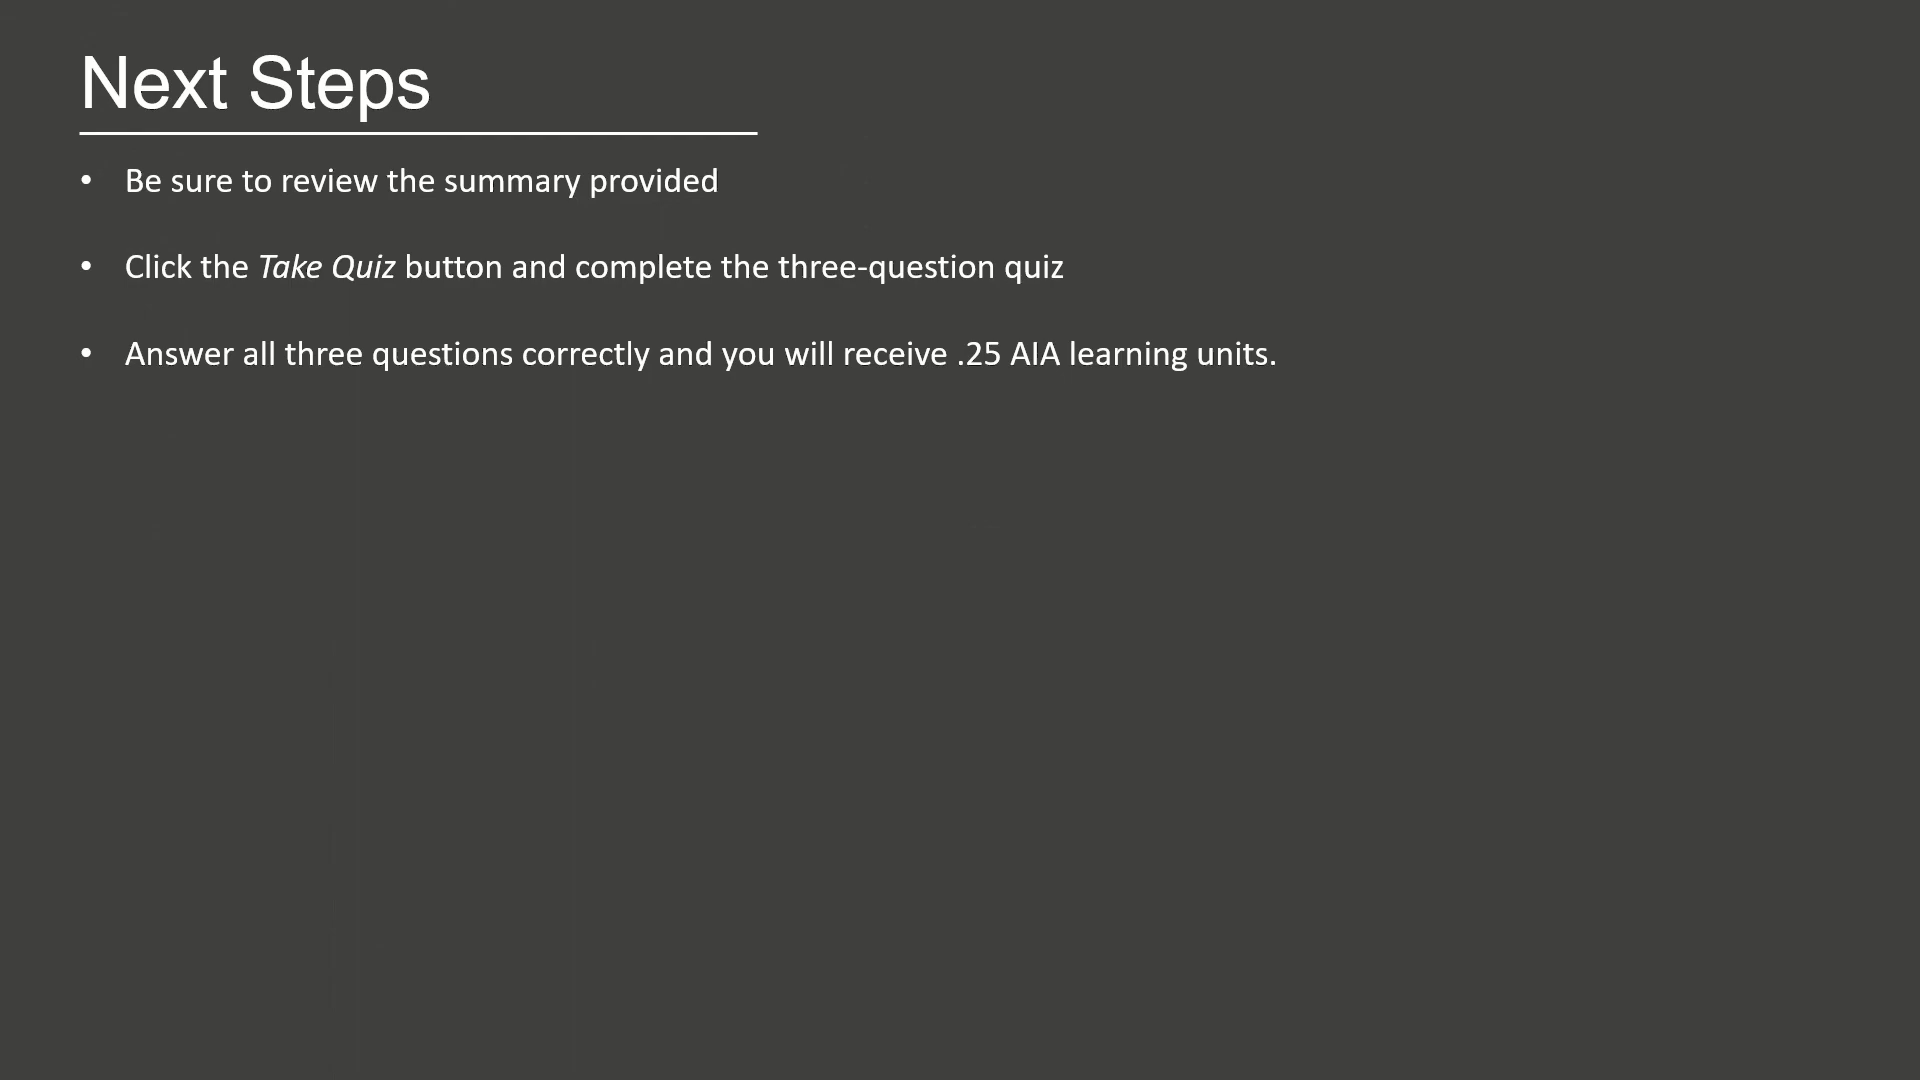 Next Steps
• Be sure to review the summary provided
• Click the Take Quiz button and complete the three-question quiz
• Answer all three questions correctly and you will receive .25 AIA learning units.